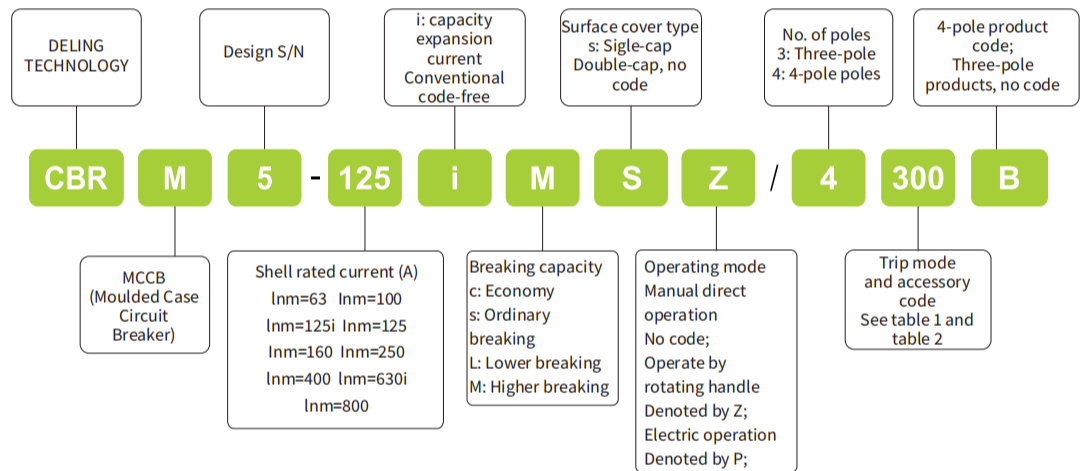 DELING
TECHNOLOGY
Design S/N
i: capacity
expansion
current
Conventional
code-free
Surface cover type
s: Sigle-cap
Double-cap, no
code
No. of poles
3: Three-pole
4: 4-pole poles
4-pole product
code;
Three-pole
products, no code
CBR M 5 - 125 i M S Z / 4 300 B
MCCB
(Moulded Case
Circuit
Breaker)
Shell rated current (A)
lnm=63 lnm=100
lnm=125i lnm=125
lnm=160 lnm=250
lnm=400 lnm=630i
lnm=800
Breaking capacity
c: Economy
s: Ordinary
breaking
L: Lower breaking
M: Higher breaking
Operating mode
Manual direct
operation
No code;
Operate by
rotating handle
Denoted by Z;
Electric operation
Denoted by P;
Trip mode
and accessory
code
See table 1 and
table 2